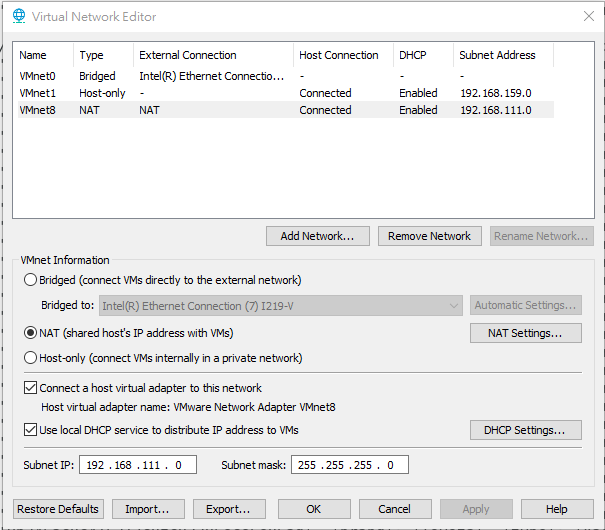 Virtual Network Editor
Name Type External Connection Host Connection DHCP Subnet Address
VMnet0 Bridged Intel(R) Ethernet Connectio... - - -
VMnet1 Host-only - Connected Enabled 192.168.159.0
VMnet8 NAT NAT Connected Enabled 192.168.111.0
Add Network... Remove Network Rename Network...
VMnet Information
Bridged (connect VMs directly to the external network)
Bridged to: Intel(R) Ethernet Connection (7) I219-V Automatic Settings...
NAT (shared host's IP address with VMs) NAT Settings...
Host-only (connect VMs internally in a private network)
Connect a host virtual adapter to this network
Host virtual adapter name: VMware Network Adapter VMnet8
Use local DHCP service to distribute IP address to VMs DHCP Settings...
Subnet IP: 192 . 168 . 111 . 0 Subnet mask: 255 . 255 . 255 . 0
Restore Defaults Import... Export... OK Cancel Apply Help